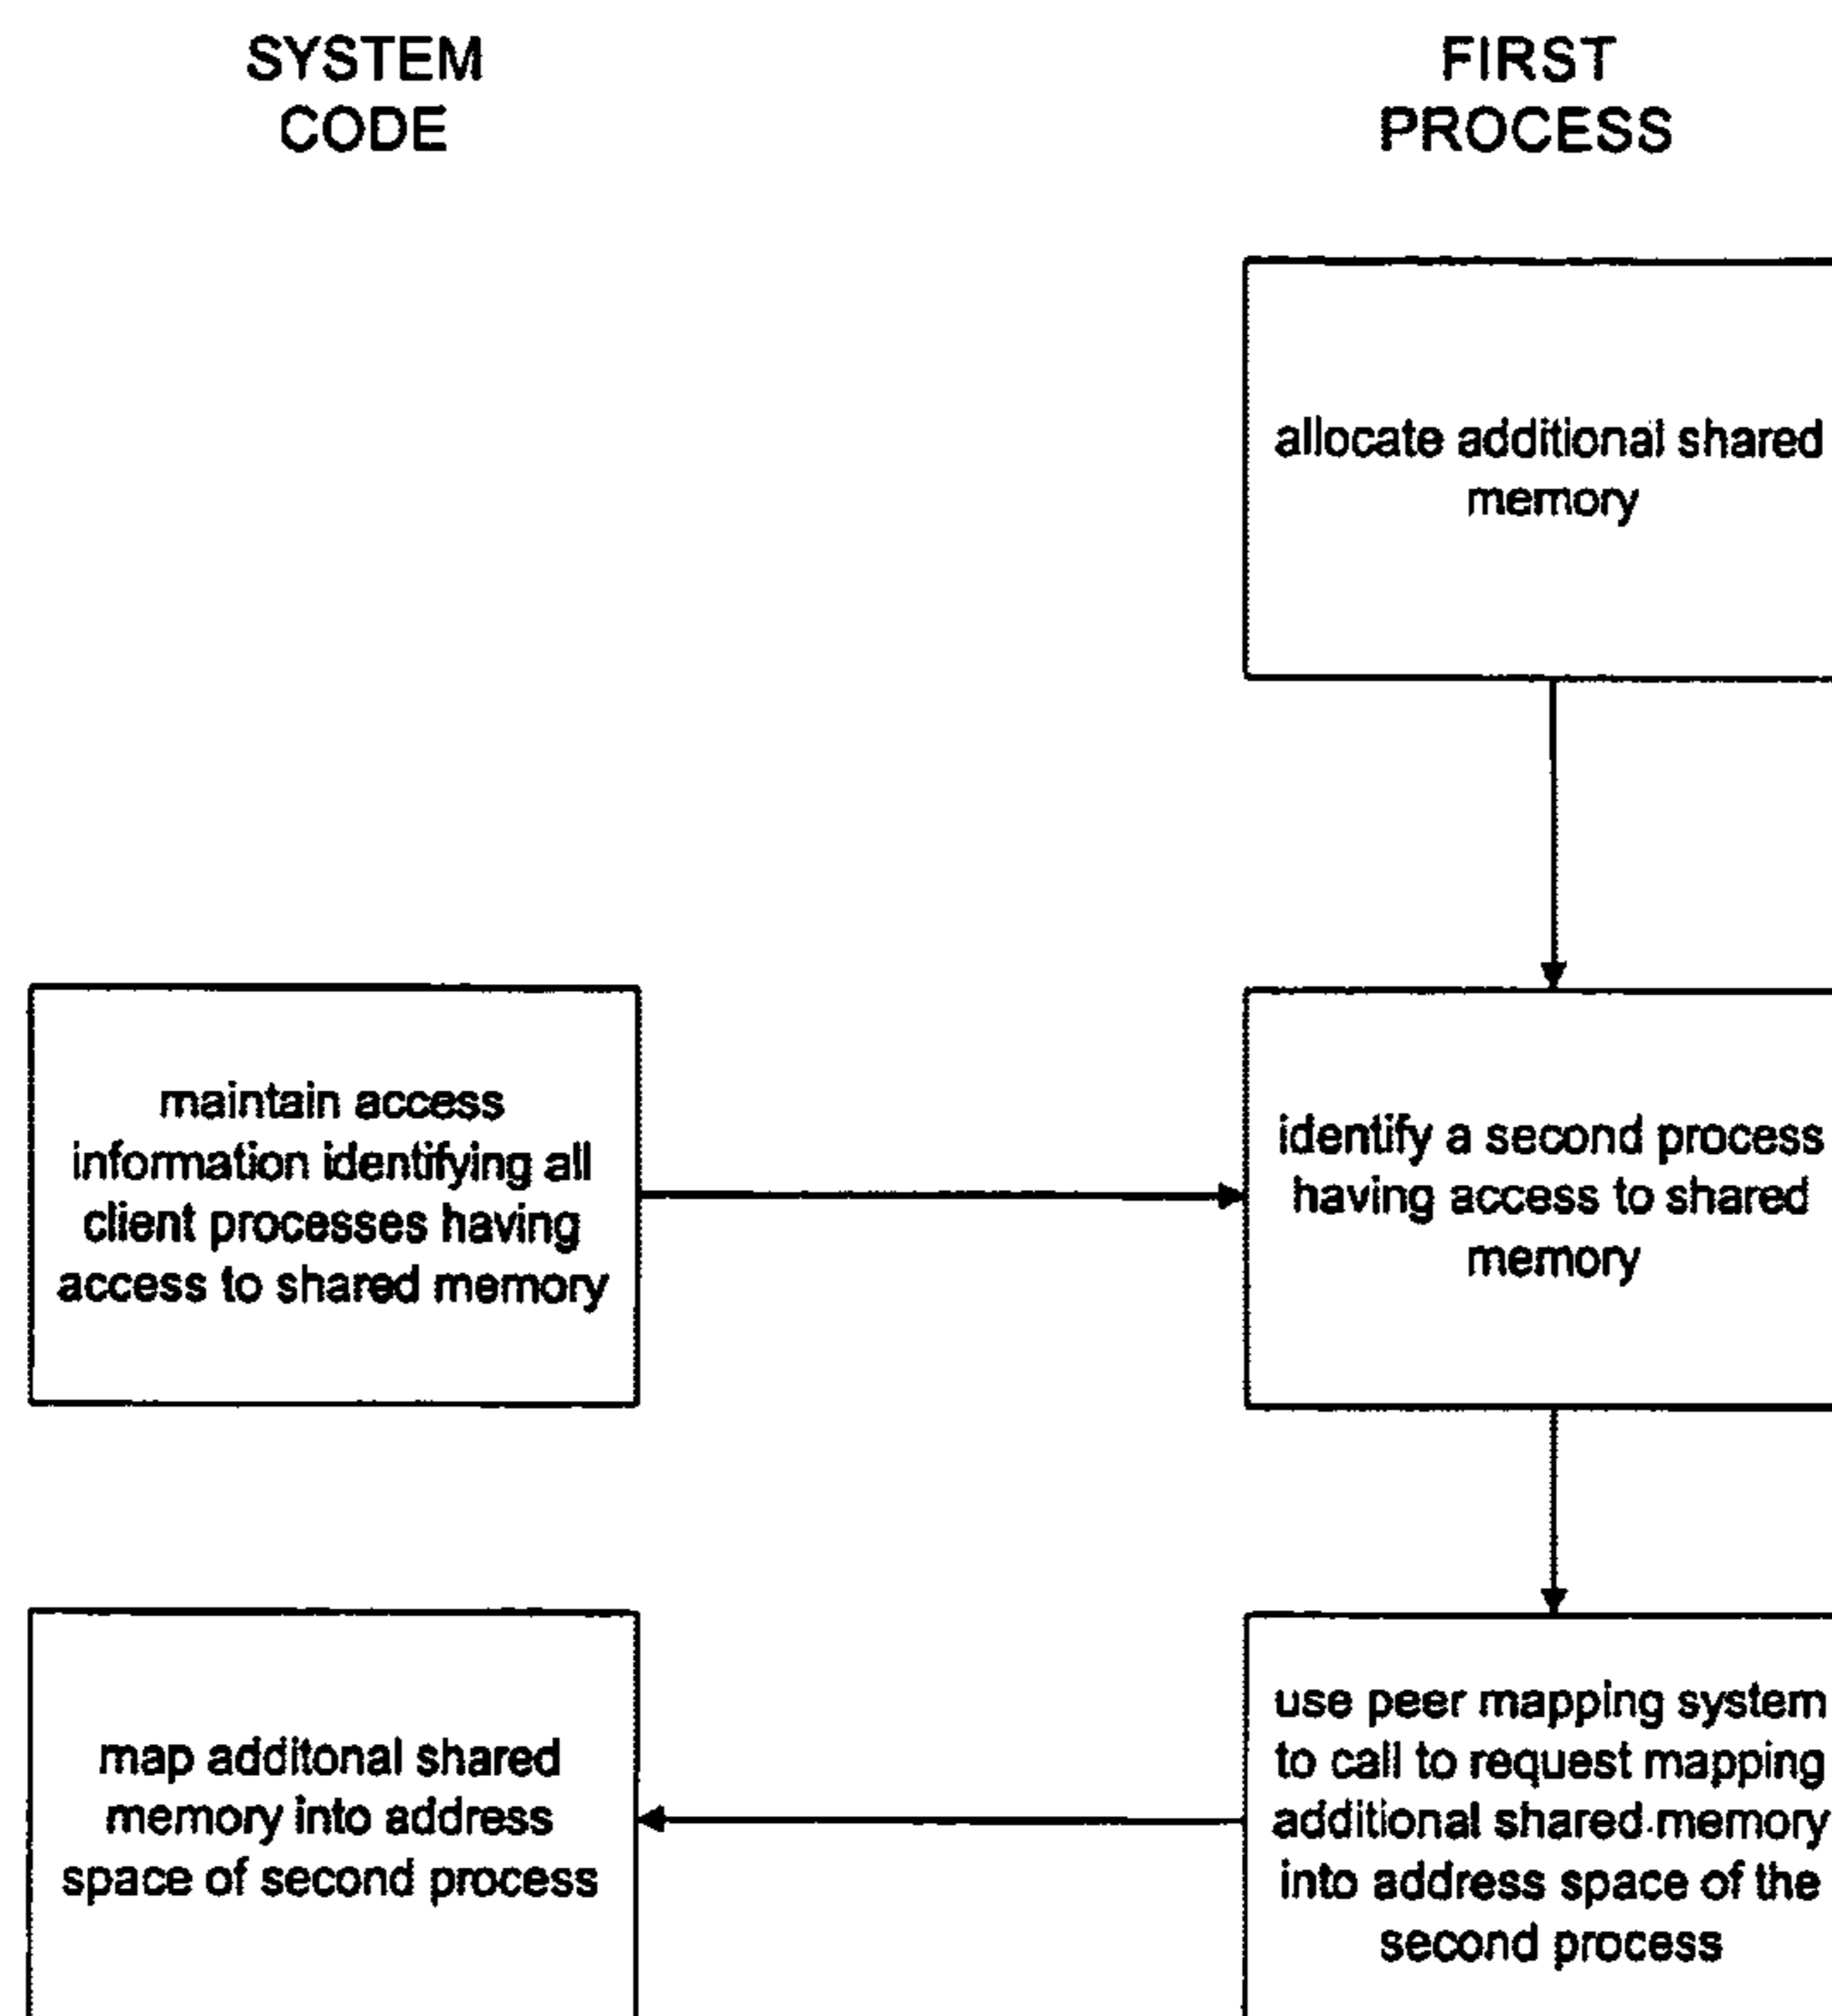 SYSTEM
CODE
FIRST
PROCESS
allocate additional shared
memory
maintain access
information identifying all
client processes having
access to shared memory
identify a second process
having access to shared
memory
map additonal shared
memory into address
space of second process
use peer mapping system
to call to request mapping
additional shared memory
into address space of the
second process